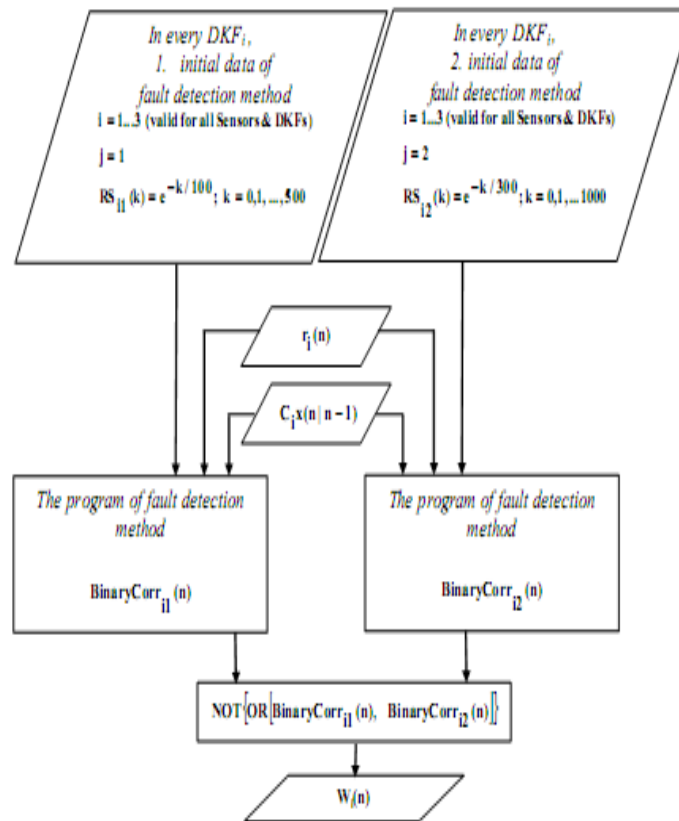 In every DKF_i,
1. initial data of
fault detection method
i = 1...3 (valid for all Sensors & DKFs)
j = 1
RS_i1 (k) = e^-k/100; k = 0,1,...,500
In every DKF_i,
2. initial data of
fault detection method
i = 1...3 (valid for all Sensors & DKFs)
j = 2
RS_i2 (k) = e^-k/300; k = 0,1,...1000
r_i(n)
C_i x(n | n-1)
The program of fault detection
method
BinaryCorr_i1 (n)
The program of fault detection
method
BinaryCorr_i2 (n)
NOT{OR[BinaryCorr_i1 (n), BinaryCorr_i2 (n)]}
W_i(n)